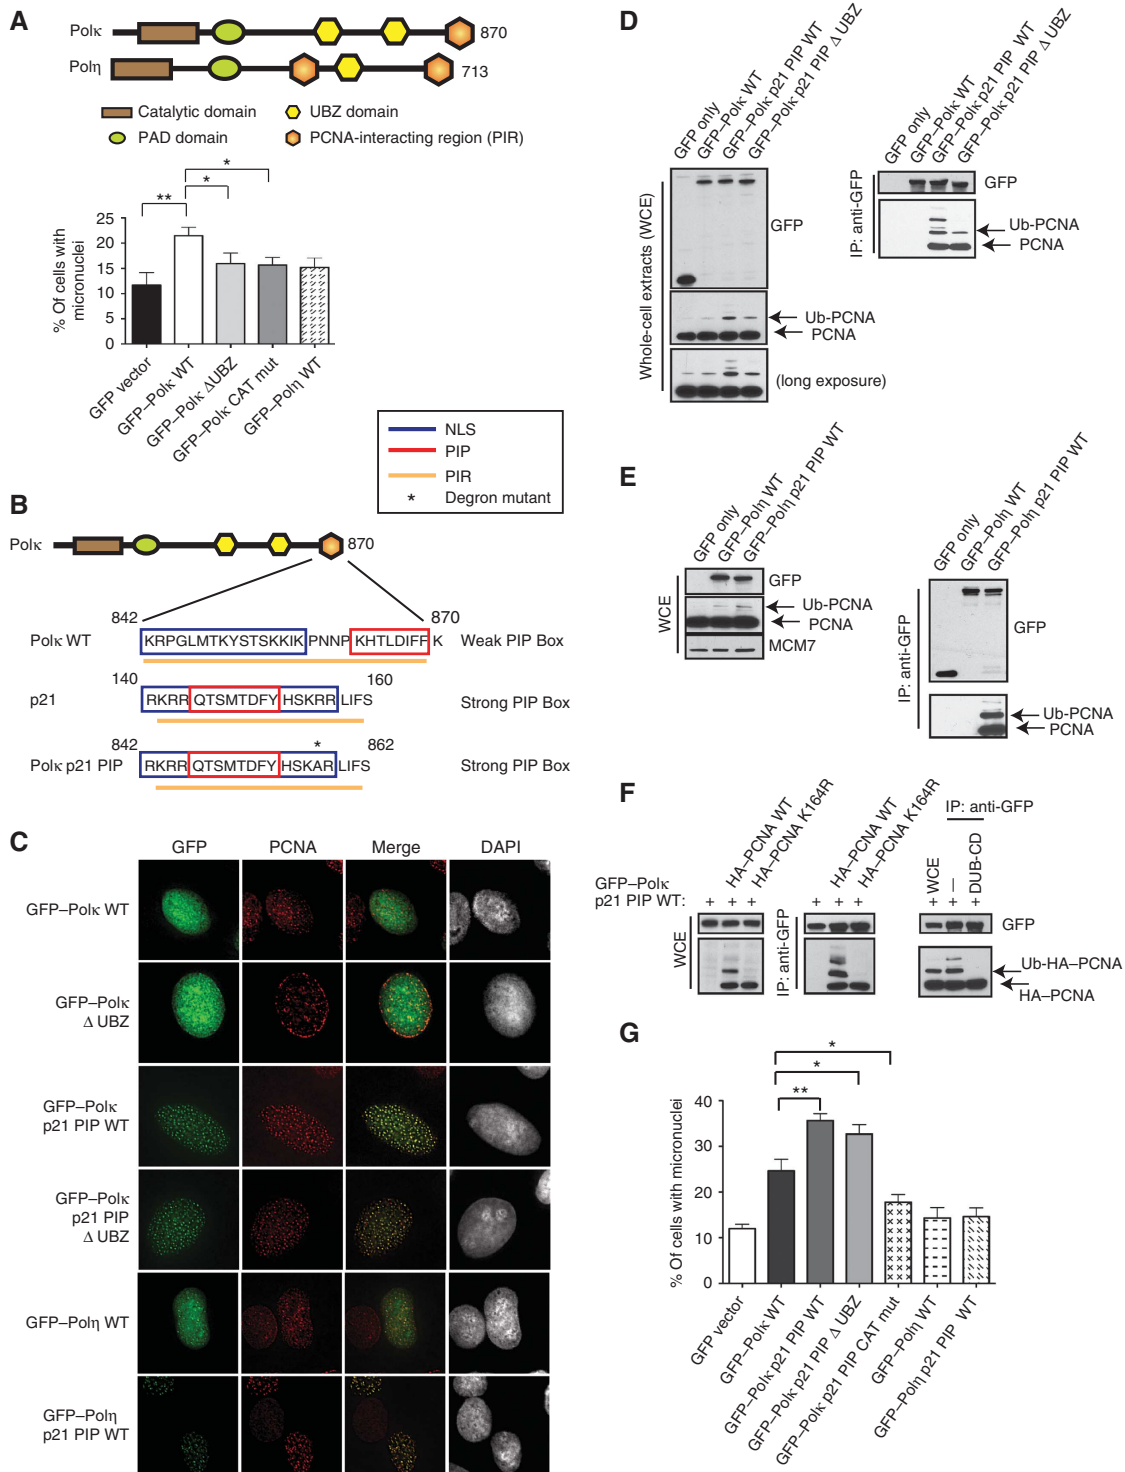 A
Polκ 870
Polη 713
Catalytic domain
UBZ domain
PAD domain
PCNA-interacting region (PIR)
*
*
**
% Of cells with micronuclei
25
20
15
10
5
0
GFP vector
GFP–Polκ WT
GFP–Polκ ΔUBZ
GFP–Polκ CAT mut
GFP–Polη WT
NLS
PIP
PIR
* Degron mutant
B
Polκ 870
842 870
Polκ WT KRPGLMTKYSTSKKIKPNNPKHTLDIFFK Weak PIP Box
140 160
p21 RKRRQTSMTDFYHSKRRLIFS Strong PIP Box
842 * 862
Polκ p21 PIP RKRRQTSMTDFYHSKARLIFS Strong PIP Box
C
GFP PCNA Merge DAPI
GFP–Polκ WT
GFP–Polκ
Δ UBZ
GFP–Polκ
p21 PIP WT
GFP–Polκ
p21 PIP
Δ UBZ
GFP–Polη WT
GFP–Polη
p21 PIP WT
D
GFP only
GFP–Polκ WT
GFP–Polκ p21 PIP WT
GFP–Polκ p21 PIP Δ UBZ
Whole-cell extracts (WCE)
GFP
Ub-PCNA
PCNA
(long exposure)
GFP only
GFP–Polκ WT
GFP–Polκ p21 PIP WT
GFP–Polκ p21 PIP Δ UBZ
IP: anti-GFP
GFP
Ub-PCNA
PCNA
E
GFP only
GFP–Polη WT
GFP–Polη p21 PIP WT
WCE
GFP
Ub-PCNA
PCNA
MCM7
GFP only
GFP–Polη WT
GFP–Polη p21 PIP WT
IP: anti-GFP
GFP
Ub-PCNA
PCNA
F
HA–PCNA WT
HA–PCNA K164R
GFP–Polκ
p21 PIP WT: + + +
WCE
HA–PCNA WT
HA–PCNA K164R
+ + +
IP: anti-GFP
IP: anti-GFP
WCE
—
DUB-CD
+ + +
GFP
Ub-HA–PCNA
HA–PCNA
G
*
*
**
% Of cells with micronuclei
40
30
20
10
0
GFP vector
GFP–Polκ WT
GFP–Polκ p21 PIP WT
GFP–Polκ p21 PIP Δ UBZ
GFP–Polκ p21 PIP CAT mut
GFP–Polη WT
GFP–Polη p21 PIP WT